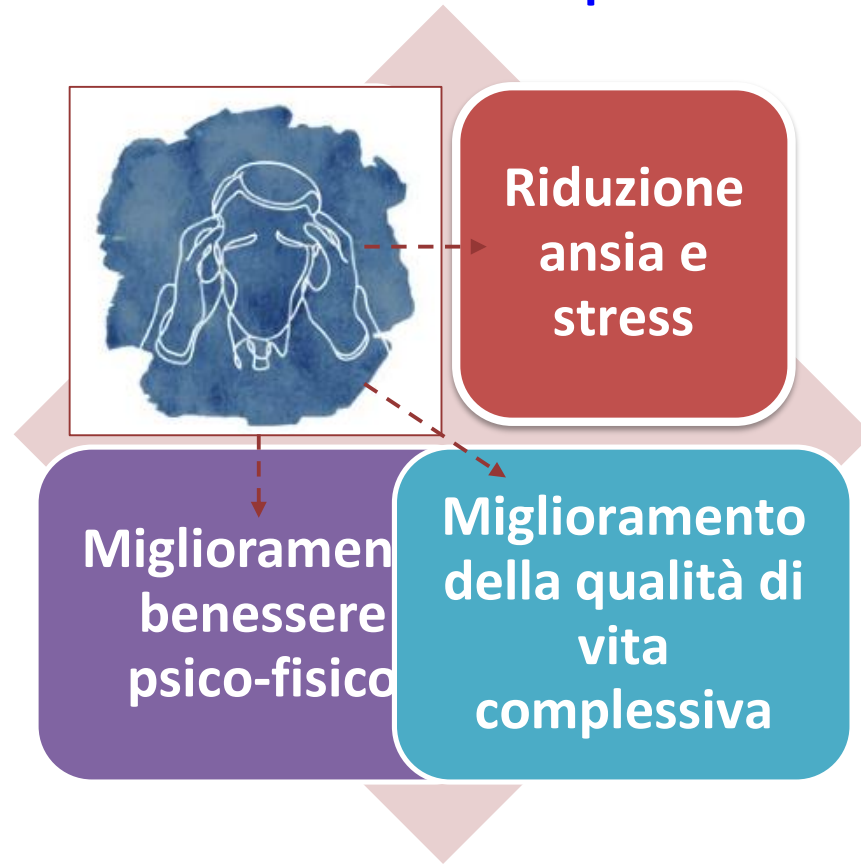 Riduzione
ansia e
stress
Miglioramen
benessere
psico-fisico
Miglioramento
della qualità di
vita
complessiva